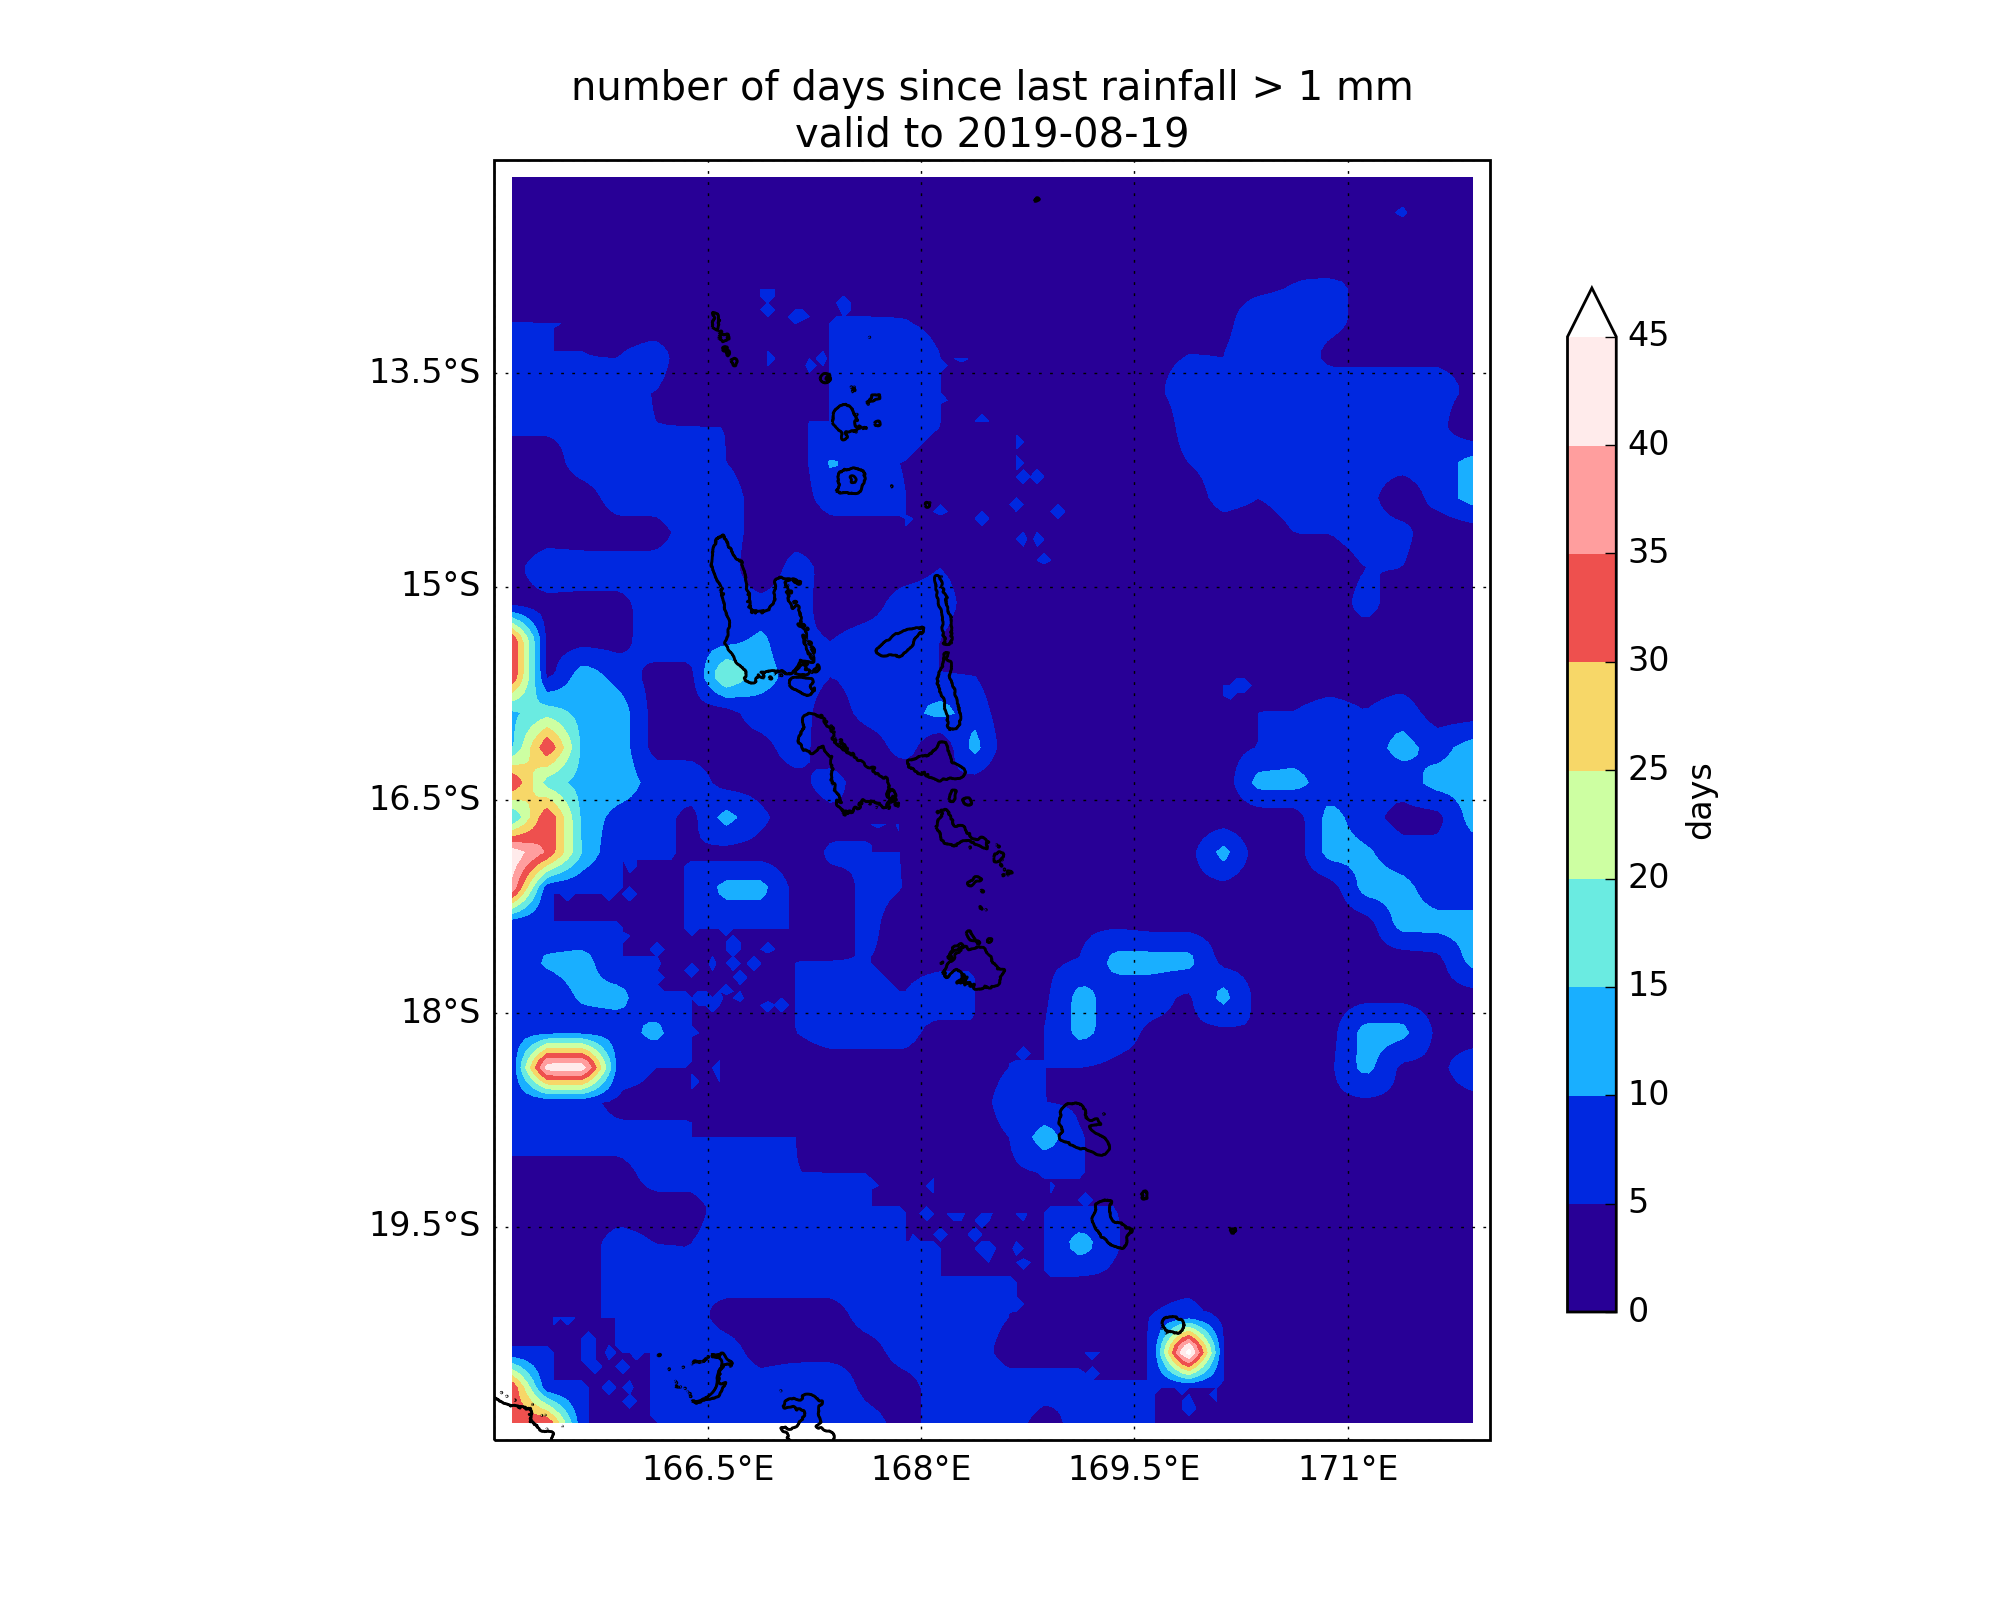 number of days since last rainfall > 1 mm
valid to 2019-08-19
13.5°S
15°S
16.5°S
18°S
19.5°S
166.5°E
168°E
169.5°E
171°E
45
40
35
30
25
20
15
10
5
0
days